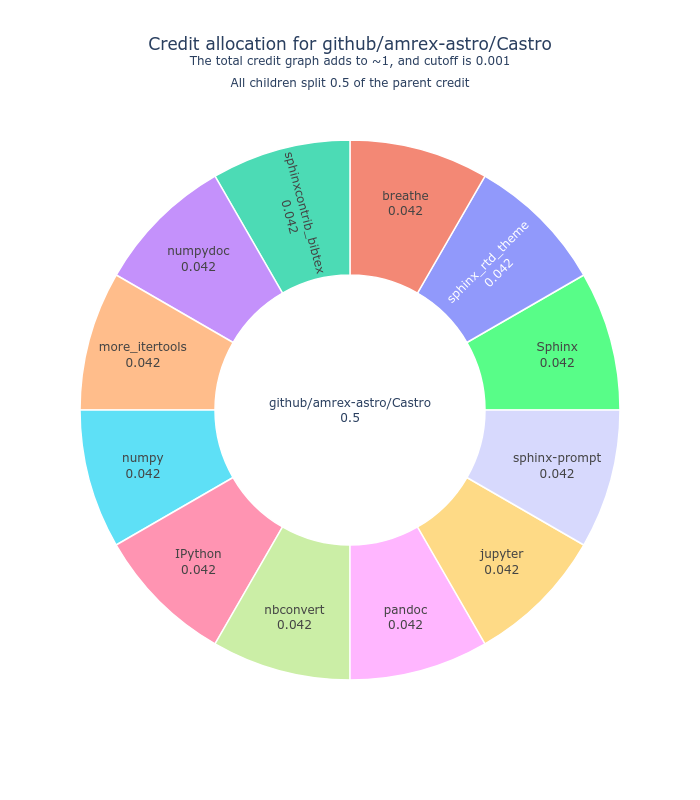 Credit allocation for github/amrex-astro/Castro
The total credit graph adds to ~1, and cutoff is 0.001
All children split 0.5 of the parent credit
breathe
0.042
sphinx_rtd_theme
0.042
Sphinx
0.042
sphinx-prompt
0.042
jupyter
0.042
pandoc
0.042
nbconvert
0.042
IPython
0.042
numpy
0.042
more_itertools
0.042
numpydoc
0.042
sphinxcontrib_bibtex
0.042
github/amrex-astro/Castro
0.5